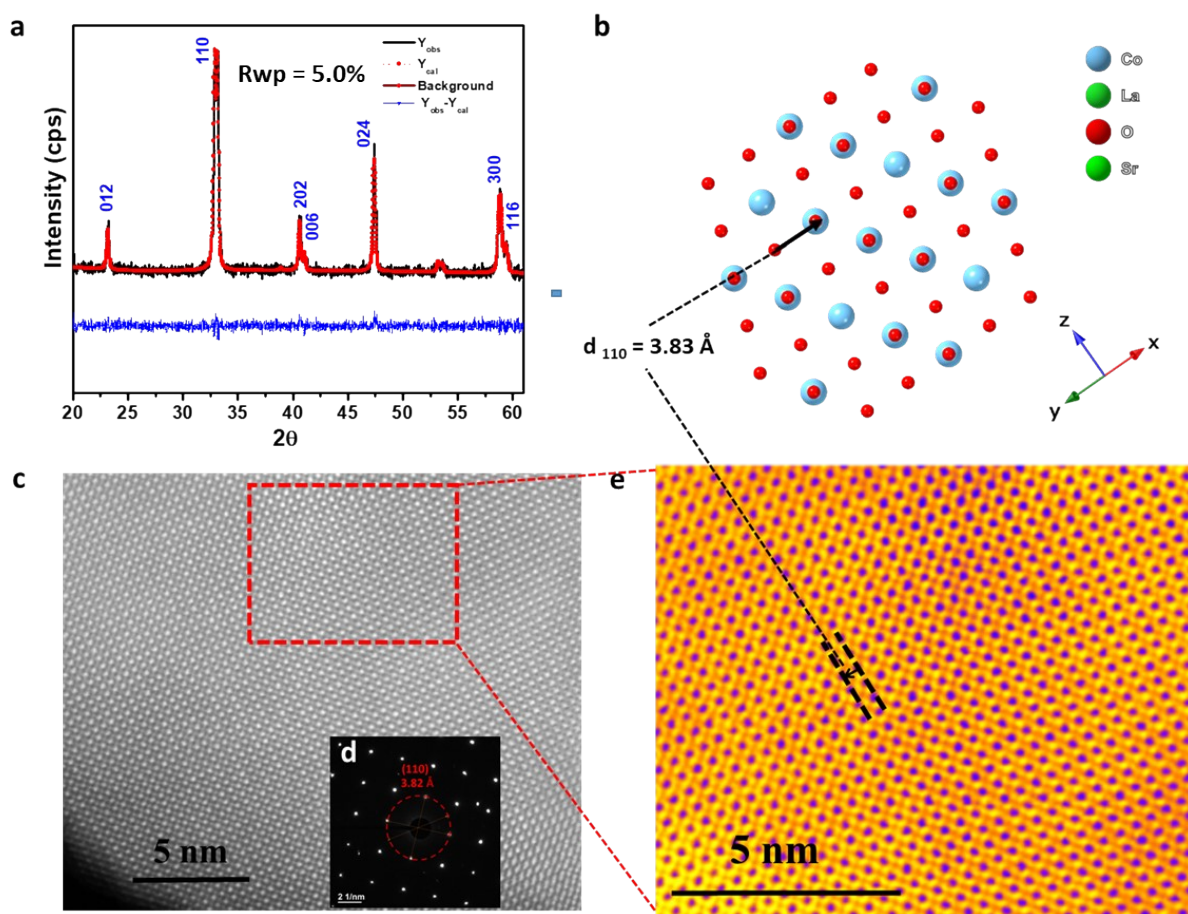 a
Intensity (cps)
110
012
202
006
024
300
116
Rwp = 5.0%
Yobs
Ycal
Background
Yobs-Ycal
20 25 30 35 40 45 50 55 60
2θ
b
Co
La
O
Sr
d 110 = 3.83 Å
z
x
y
c
5 nm
d
(110)
3.82 Å
2 1/nm
e
5 nm